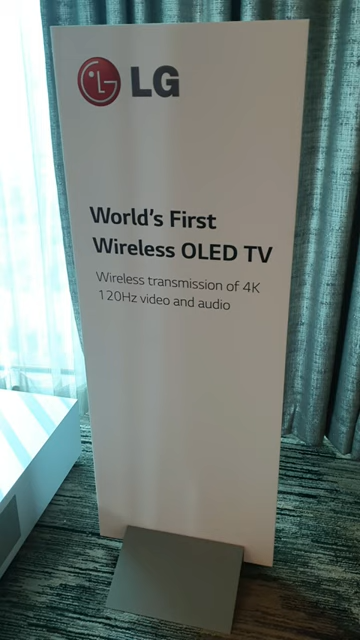 LG
World's First
Wireless OLED TV
Wireless transmission of 4K
120Hz video and audio